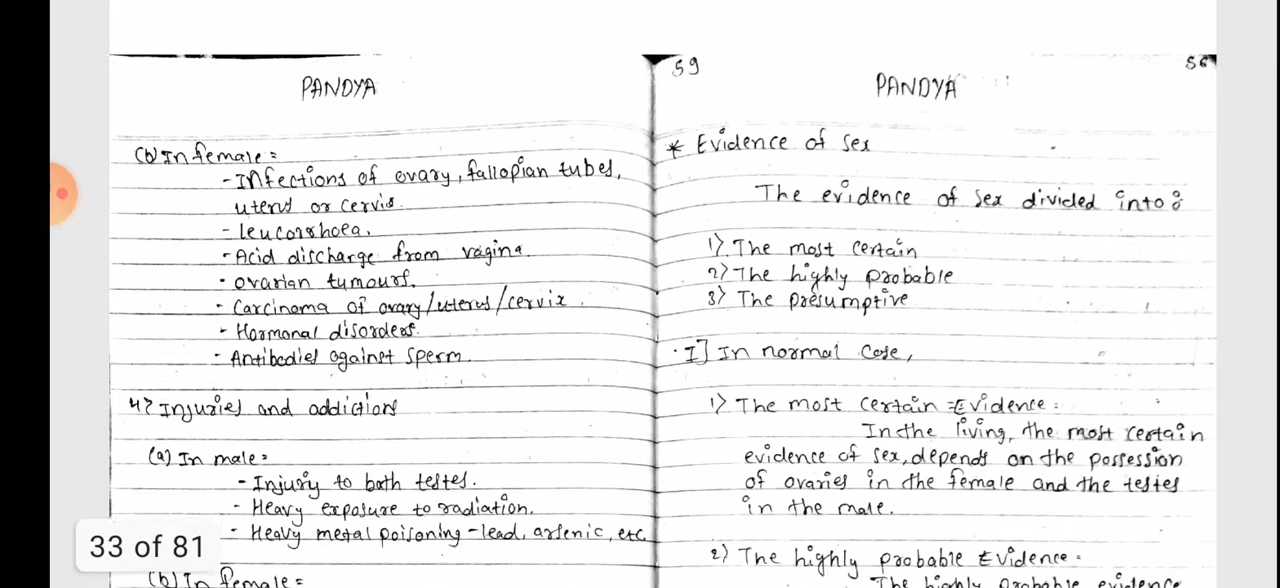 PANDYA
(b) In female =
- Infections of ovary, fallopian tubes,
uterus or cervix.
- leucorrhoea.
- Acid discharge from vagina.
- ovarian tumours.
- Carcinoma of ovary/uterus/cervix.
- Hormonal disorders.
- Antibodies against sperm.
4) Injuries and addictions
(a) In male =
- Injury to both testes.
- Heavy exposure to radiation.
- Heavy metal poisoning - lead, arsenic, etc.
(b) In female =
33 of 81
59
56
PANDYA
* Evidence of sex
The evidence of sex divided into :
1) The most certain
2) The highly probable
3) The presumptive
I] In normal case,
1) The most certain Evidence :
In the living, the most certain
evidence of sex, depends on the possession
of ovaries in the female and the testes
in the male.
2) The highly probable Evidence =
The highly probable evidence